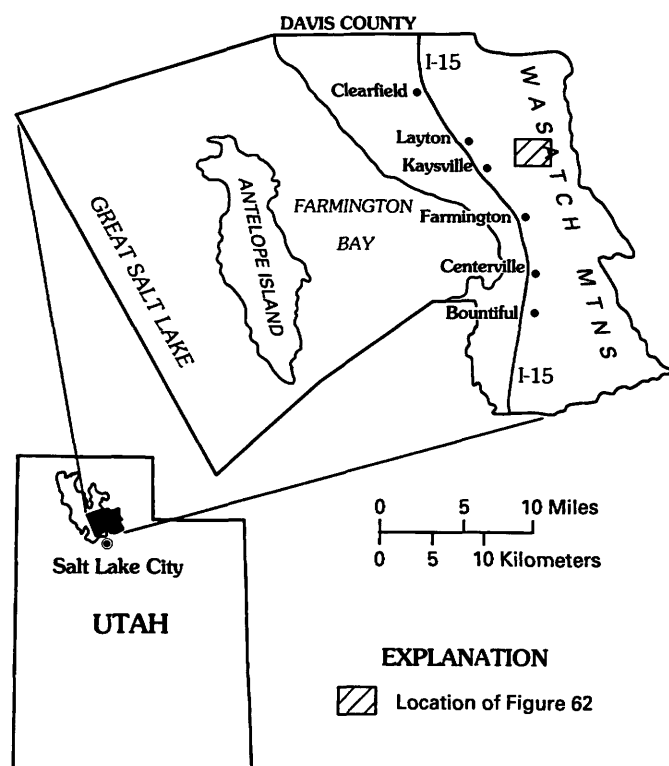 DAVIS COUNTY
I-15
Clearfield
WASATCH MTNS
Layton
Kaysville
ANTELOPE ISLAND
FARMINGTON
BAY
Farmington
GREAT SALT LAKE
Centerville
Bountiful
I-15
0 5 10 Miles
0 5 10 Kilometers
Salt Lake City
UTAH
EXPLANATION
Location of Figure 62